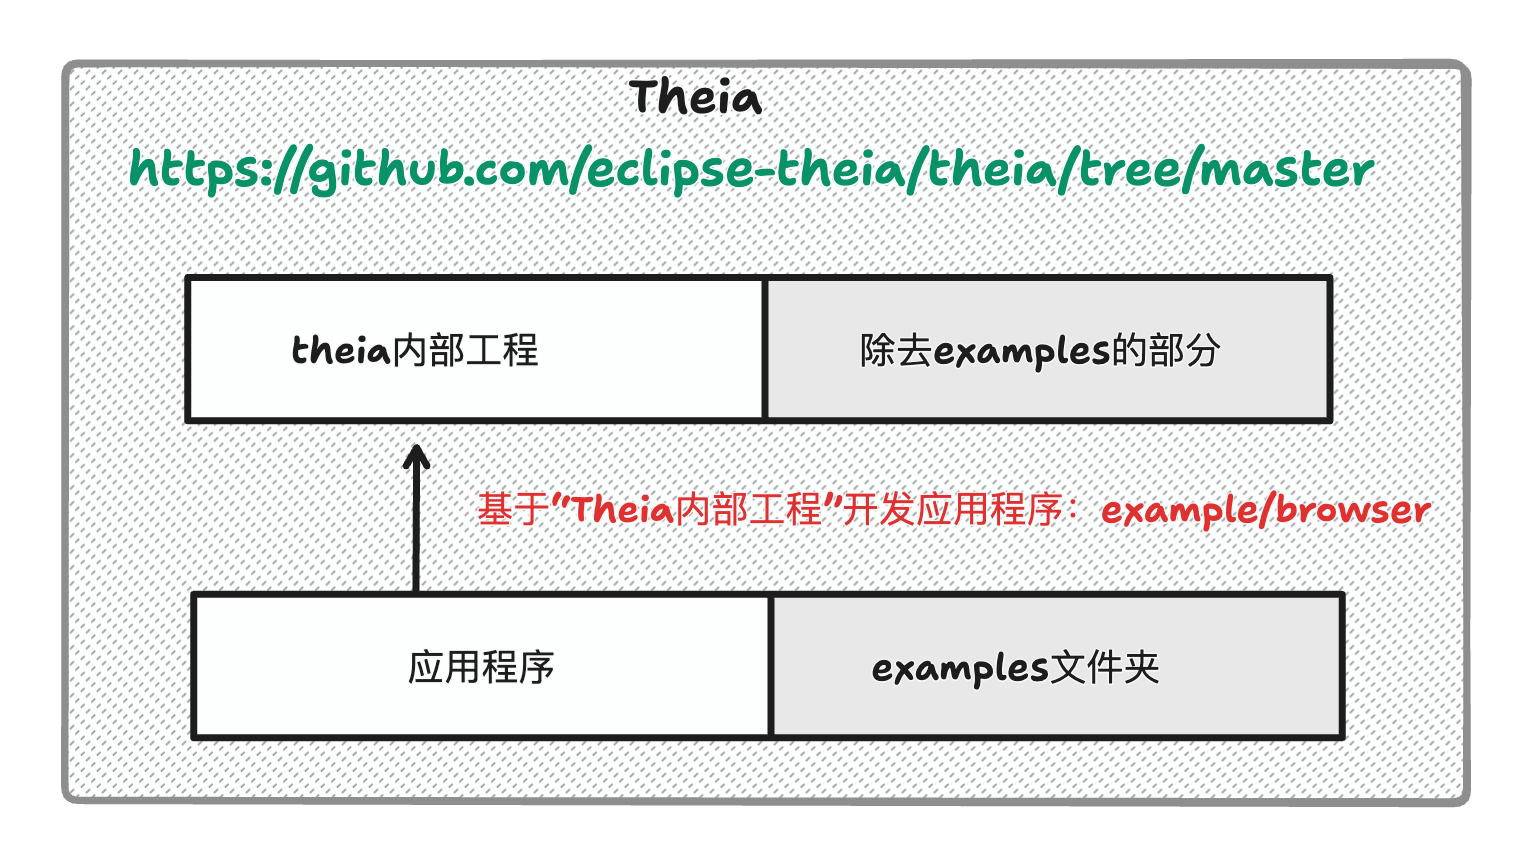 Theia
https://github.com/eclipse-theia/theia/tree/master
theia内部工程
除去examples的部分
基于"Theia内部工程"开发应用程序：example/browser
应用程序
examples文件夹